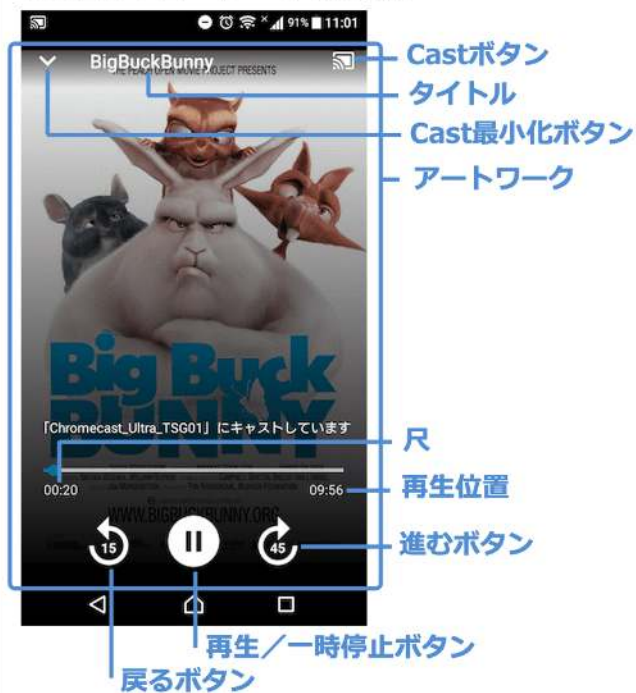 91% 11:01
BigBuckBunny
THE PEACH OPEN MOVIE PROJECT PRESENTS
Castボタン
タイトル
Cast最小化ボタン
アートワーク
Big Buck
BUNNY
「Chromecast_Ultra_TSG01」にキャストしています
尺
00:20
09:56
再生位置
WWW.BIGBUCKBUNNY.ORG
15
45
進むボタン
再生／一時停止ボタン
戻るボタン